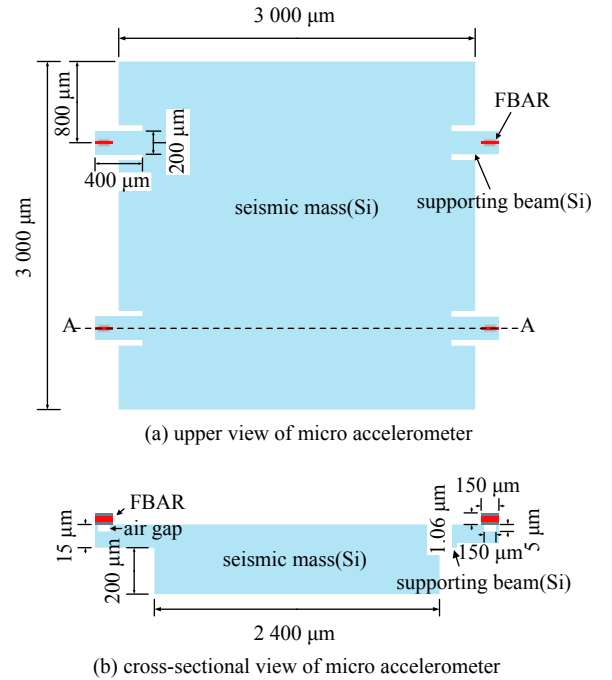 3 000 μm
800 μm
FBAR
200 μm
400 μm
supporting beam(Si)
seismic mass(Si)
3 000 μm
A
A
(a) upper view of micro accelerometer
150 μm
FBAR
air gap
15 μm
1.06 μm
5 μm
150 μm
seismic mass(Si)
200 μm
supporting beam(Si)
2 400 μm
(b) cross-sectional view of micro accelerometer